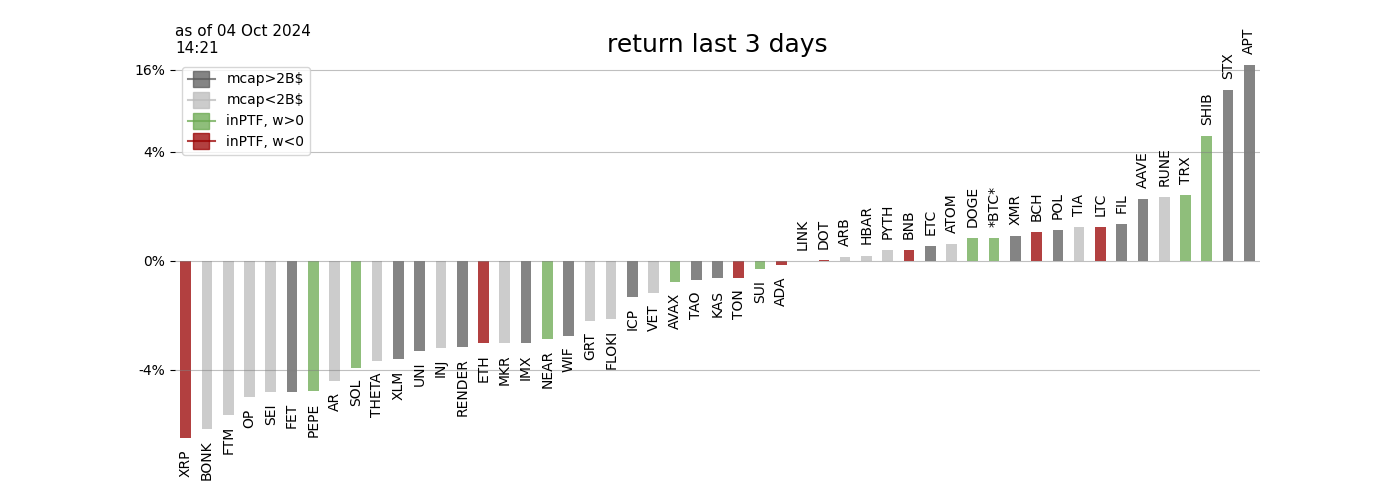 as of 04 Oct 2024
14:21
return last 3 days
16%
4%
0%
-4%
mcap>2B$
mcap<2B$
inPTF, w>0
inPTF, w<0
XRP
BONK
FTM
OP
SEI
FET
PEPE
AR
SOL
THETA
XLM
UNI
INJ
RENDER
ETH
MKR
IMX
NEAR
WIF
GRT
FLOKI
ICP
VET
AVAX
TAO
KAS
TON
SUI
ADA
LINK
DOT
ARB
HBAR
PYTH
BNB
ETC
ATOM
DOGE
*BTC*
XMR
BCH
POL
TIA
LTC
FIL
AAVE
RUNE
TRX
SHIB
STX
APT